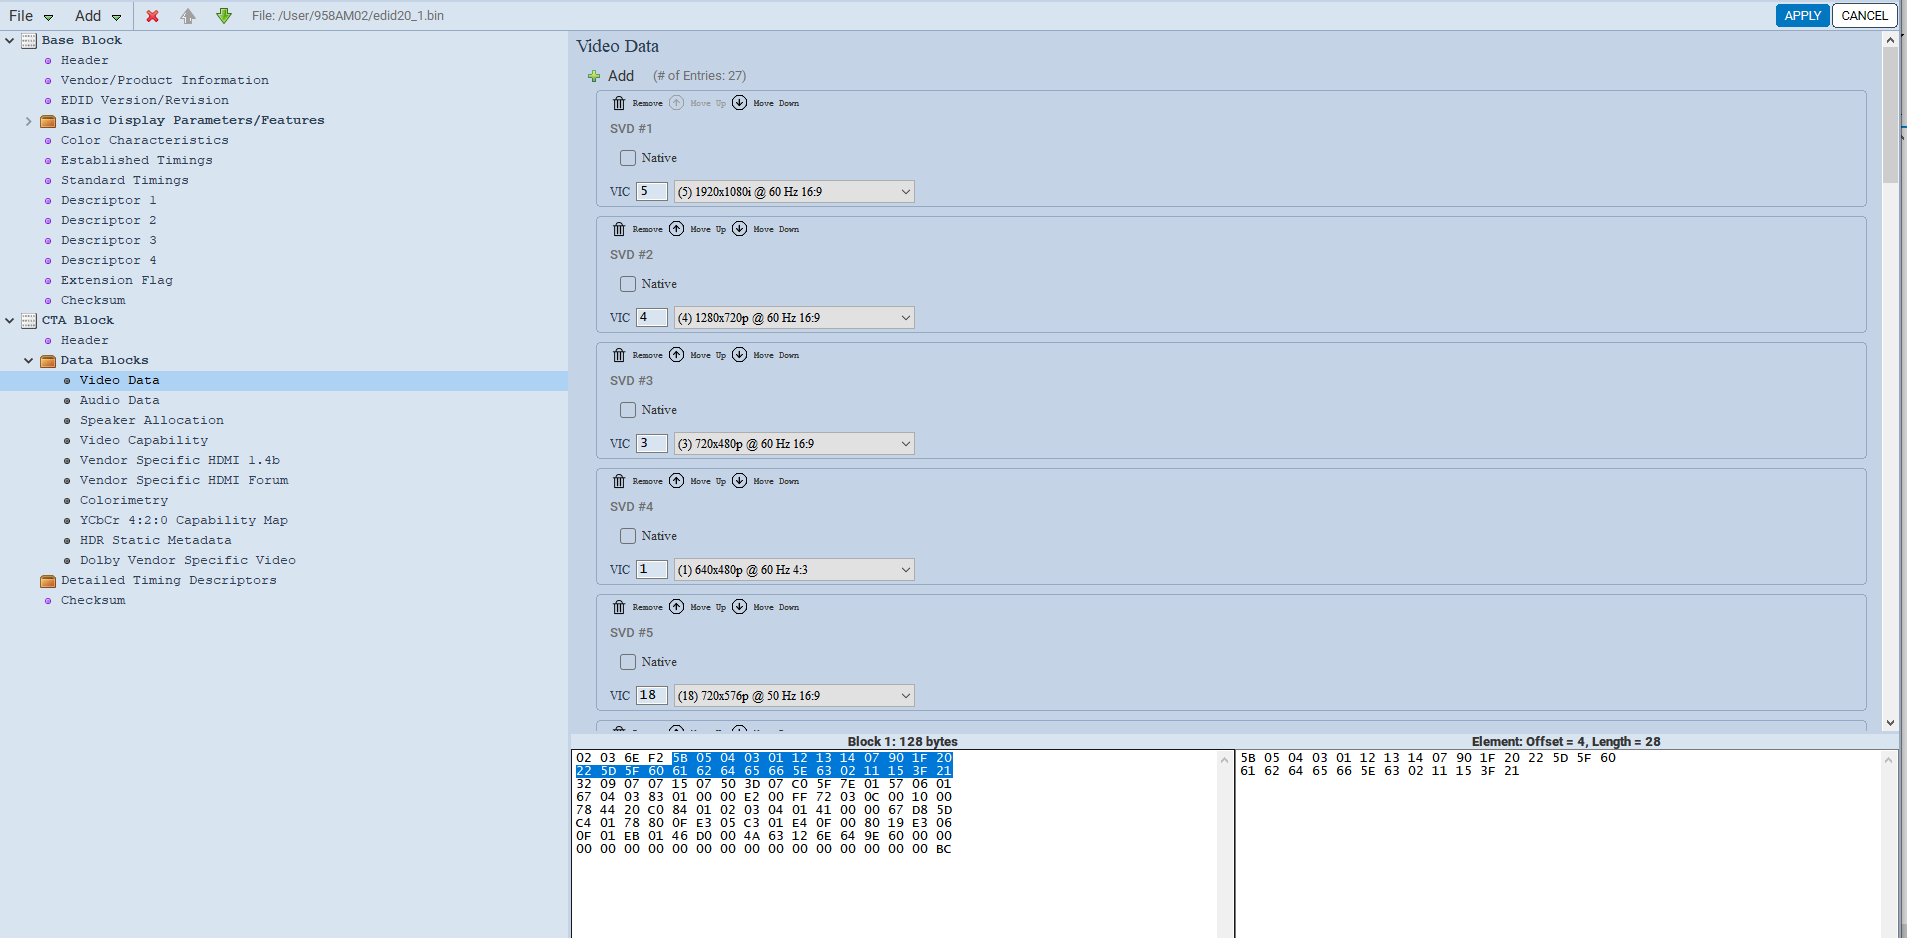 File Add File: /User/958AM02/edid20_1.bin APPLY CANCEL
Base Block
Header
Vendor/Product Information
EDID Version/Revision
Basic Display Parameters/Features
Color Characteristics
Established Timings
Standard Timings
Descriptor 1
Descriptor 2
Descriptor 3
Descriptor 4
Extension Flag
Checksum
CTA Block
Header
Data Blocks
Video Data
Audio Data
Speaker Allocation
Video Capability
Vendor Specific HDMI 1.4b
Vendor Specific HDMI Forum
Colorimetry
YCbCr 4:2:0 Capability Map
HDR Static Metadata
Dolby Vendor Specific Video
Detailed Timing Descriptors
Checksum
Video Data
Add (# of Entries: 27)
Remove Move Up Move Down
SVD #1
Native
VIC 5 (5) 1920x1080i @ 60 Hz 16:9
Remove Move Up Move Down
SVD #2
Native
VIC 4 (4) 1280x720p @ 60 Hz 16:9
Remove Move Up Move Down
SVD #3
Native
VIC 3 (3) 720x480p @ 60 Hz 16:9
Remove Move Up Move Down
SVD #4
Native
VIC 1 (1) 640x480p @ 60 Hz 4:3
Remove Move Up Move Down
SVD #5
Native
VIC 18 (18) 720x576p @ 50 Hz 16:9
Block 1: 128 bytes
02 03 6E F2 5B 05 04 03 01 12 13 14 07 90 1F 20
22 5D 5F 60 61 62 64 65 66 5E 63 02 11 15 3F 21
32 09 07 07 15 07 50 3D 07 C0 5F 7E 01 57 06 01
67 04 03 83 01 00 00 E2 00 FF 72 03 0C 00 10 00
78 44 20 C0 84 01 02 03 04 01 41 00 00 67 D8 5D
C4 01 78 80 0F E3 05 C3 01 E4 0F 00 80 19 E3 06
0F 01 EB 01 46 D0 00 4A 63 12 6E 64 9E 60 00 00
00 00 00 00 00 00 00 00 00 00 00 00 00 00 00 BC
Element: Offset = 4, Length = 28
5B 05 04 03 01 12 13 14 07 90 1F 20 22 5D 5F 60
61 62 64 65 66 5E 63 02 11 15 3F 21